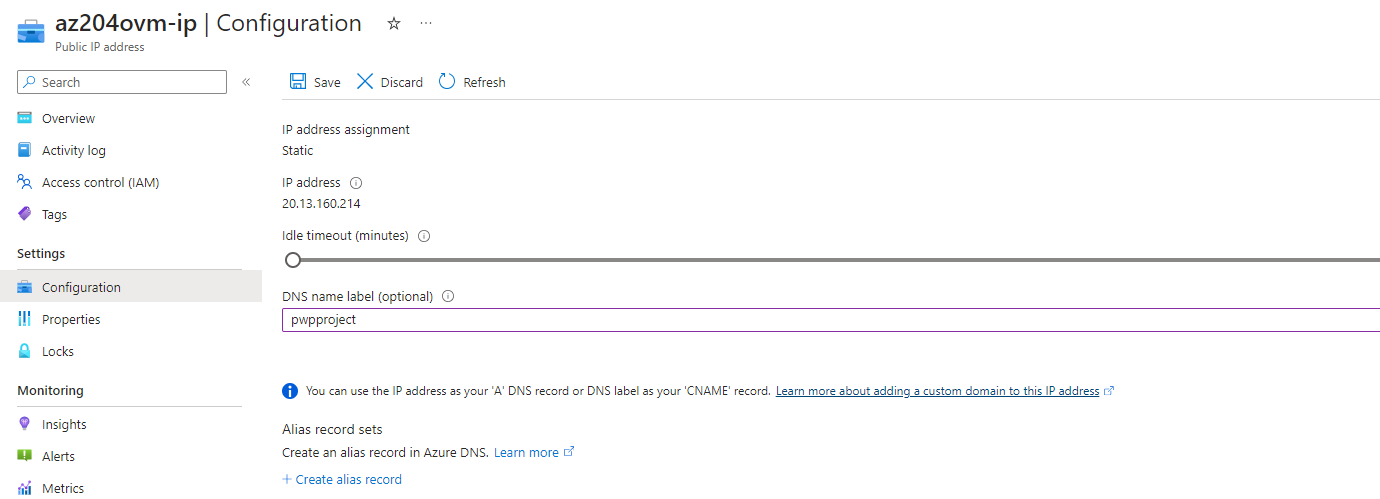 az204ovm-ip | Configuration
Public IP address
Search
Overview
Activity log
Access control (IAM)
Tags
Settings
Configuration
Properties
Locks
Monitoring
Insights
Alerts
Metrics
Save Discard Refresh
IP address assignment
Static
IP address
20.13.160.214
Idle timeout (minutes)
DNS name label (optional)
pwpproject
You can use the IP address as your 'A' DNS record or DNS label as your 'CNAME' record. Learn more about adding a custom domain to this IP address
Alias record sets
Create an alias record in Azure DNS. Learn more
+ Create alias record